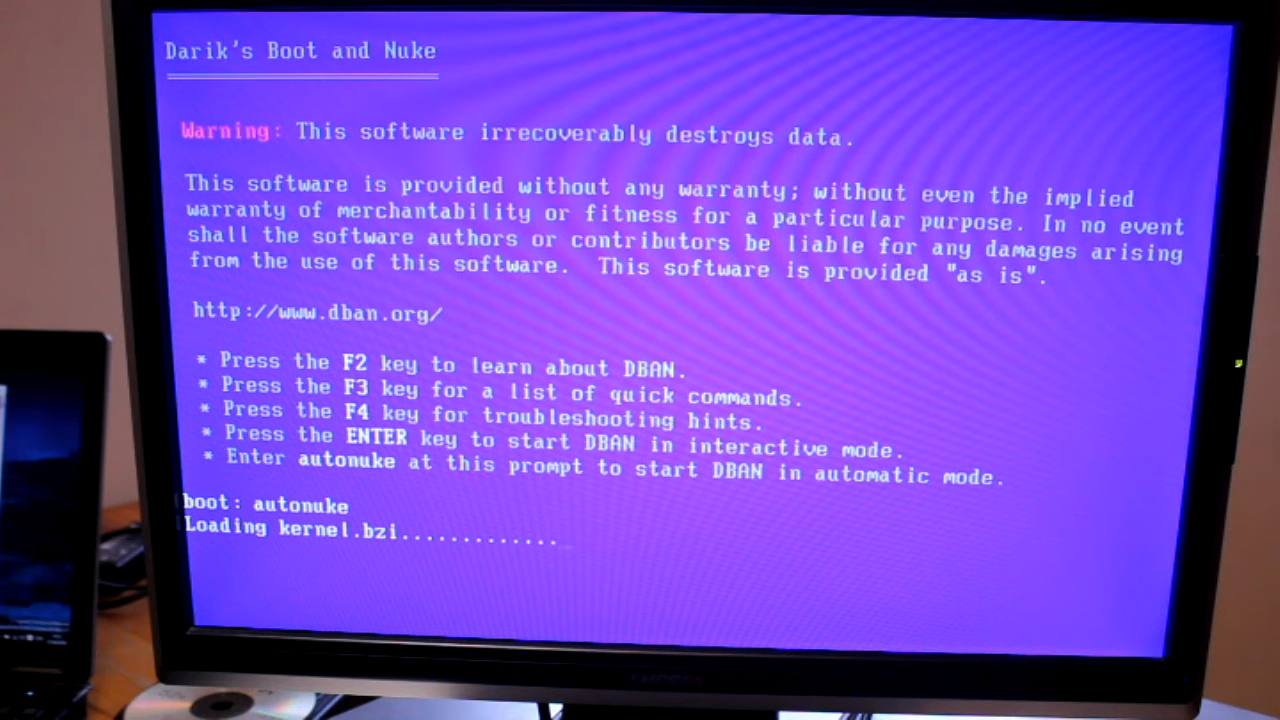 Darik's Boot and Nuke
Warning: This software irrecoverably destroys data.
This software is provided without any warranty; without even the implied
warranty of merchantability or fitness for a particular purpose. In no event
shall the software authors or contributors be liable for any damages arising
from the use of this software. This software is provided "as is".
http://www.dban.org/
* Press the F2 key to learn about DBAN.
* Press the F3 key for a list of quick commands.
* Press the F4 key for troubleshooting hints.
* Press the ENTER key to start DBAN in interactive mode.
* Enter autonuke at this prompt to start DBAN in automatic mode.
boot: autonuke
Loading kernel.bzi.............